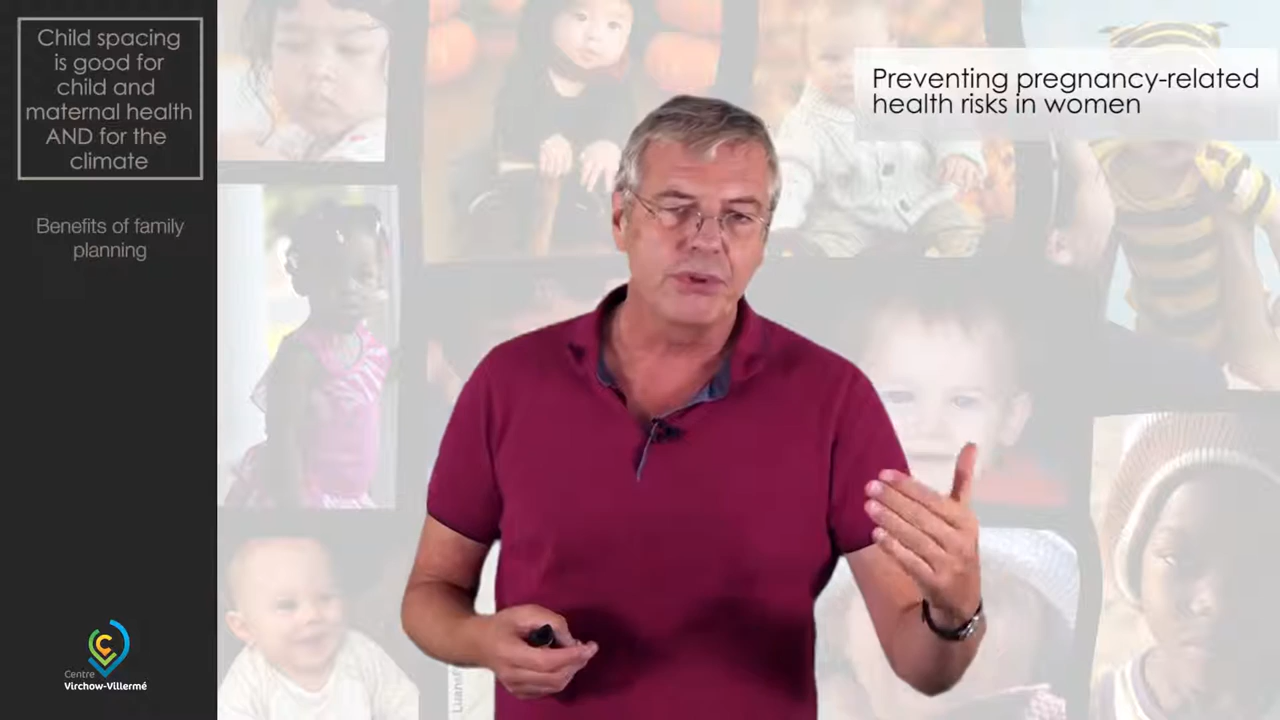 Child spacing
is good for
child and
maternal health
AND for the
climate
Benefits of family
planning
Preventing pregnancy-related
health risks in women
Centre
Virchow-Villermé